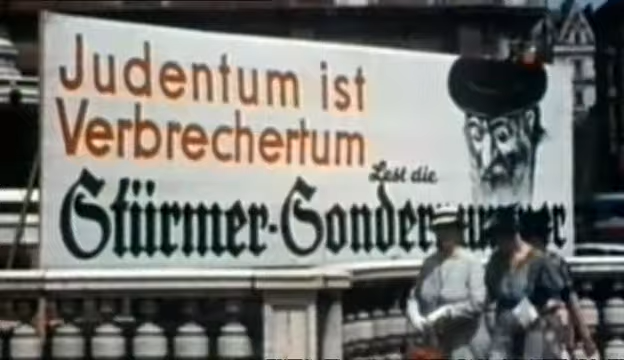 Judentum ist
Verbrechertum
Lest die
Stürmer-Sonder